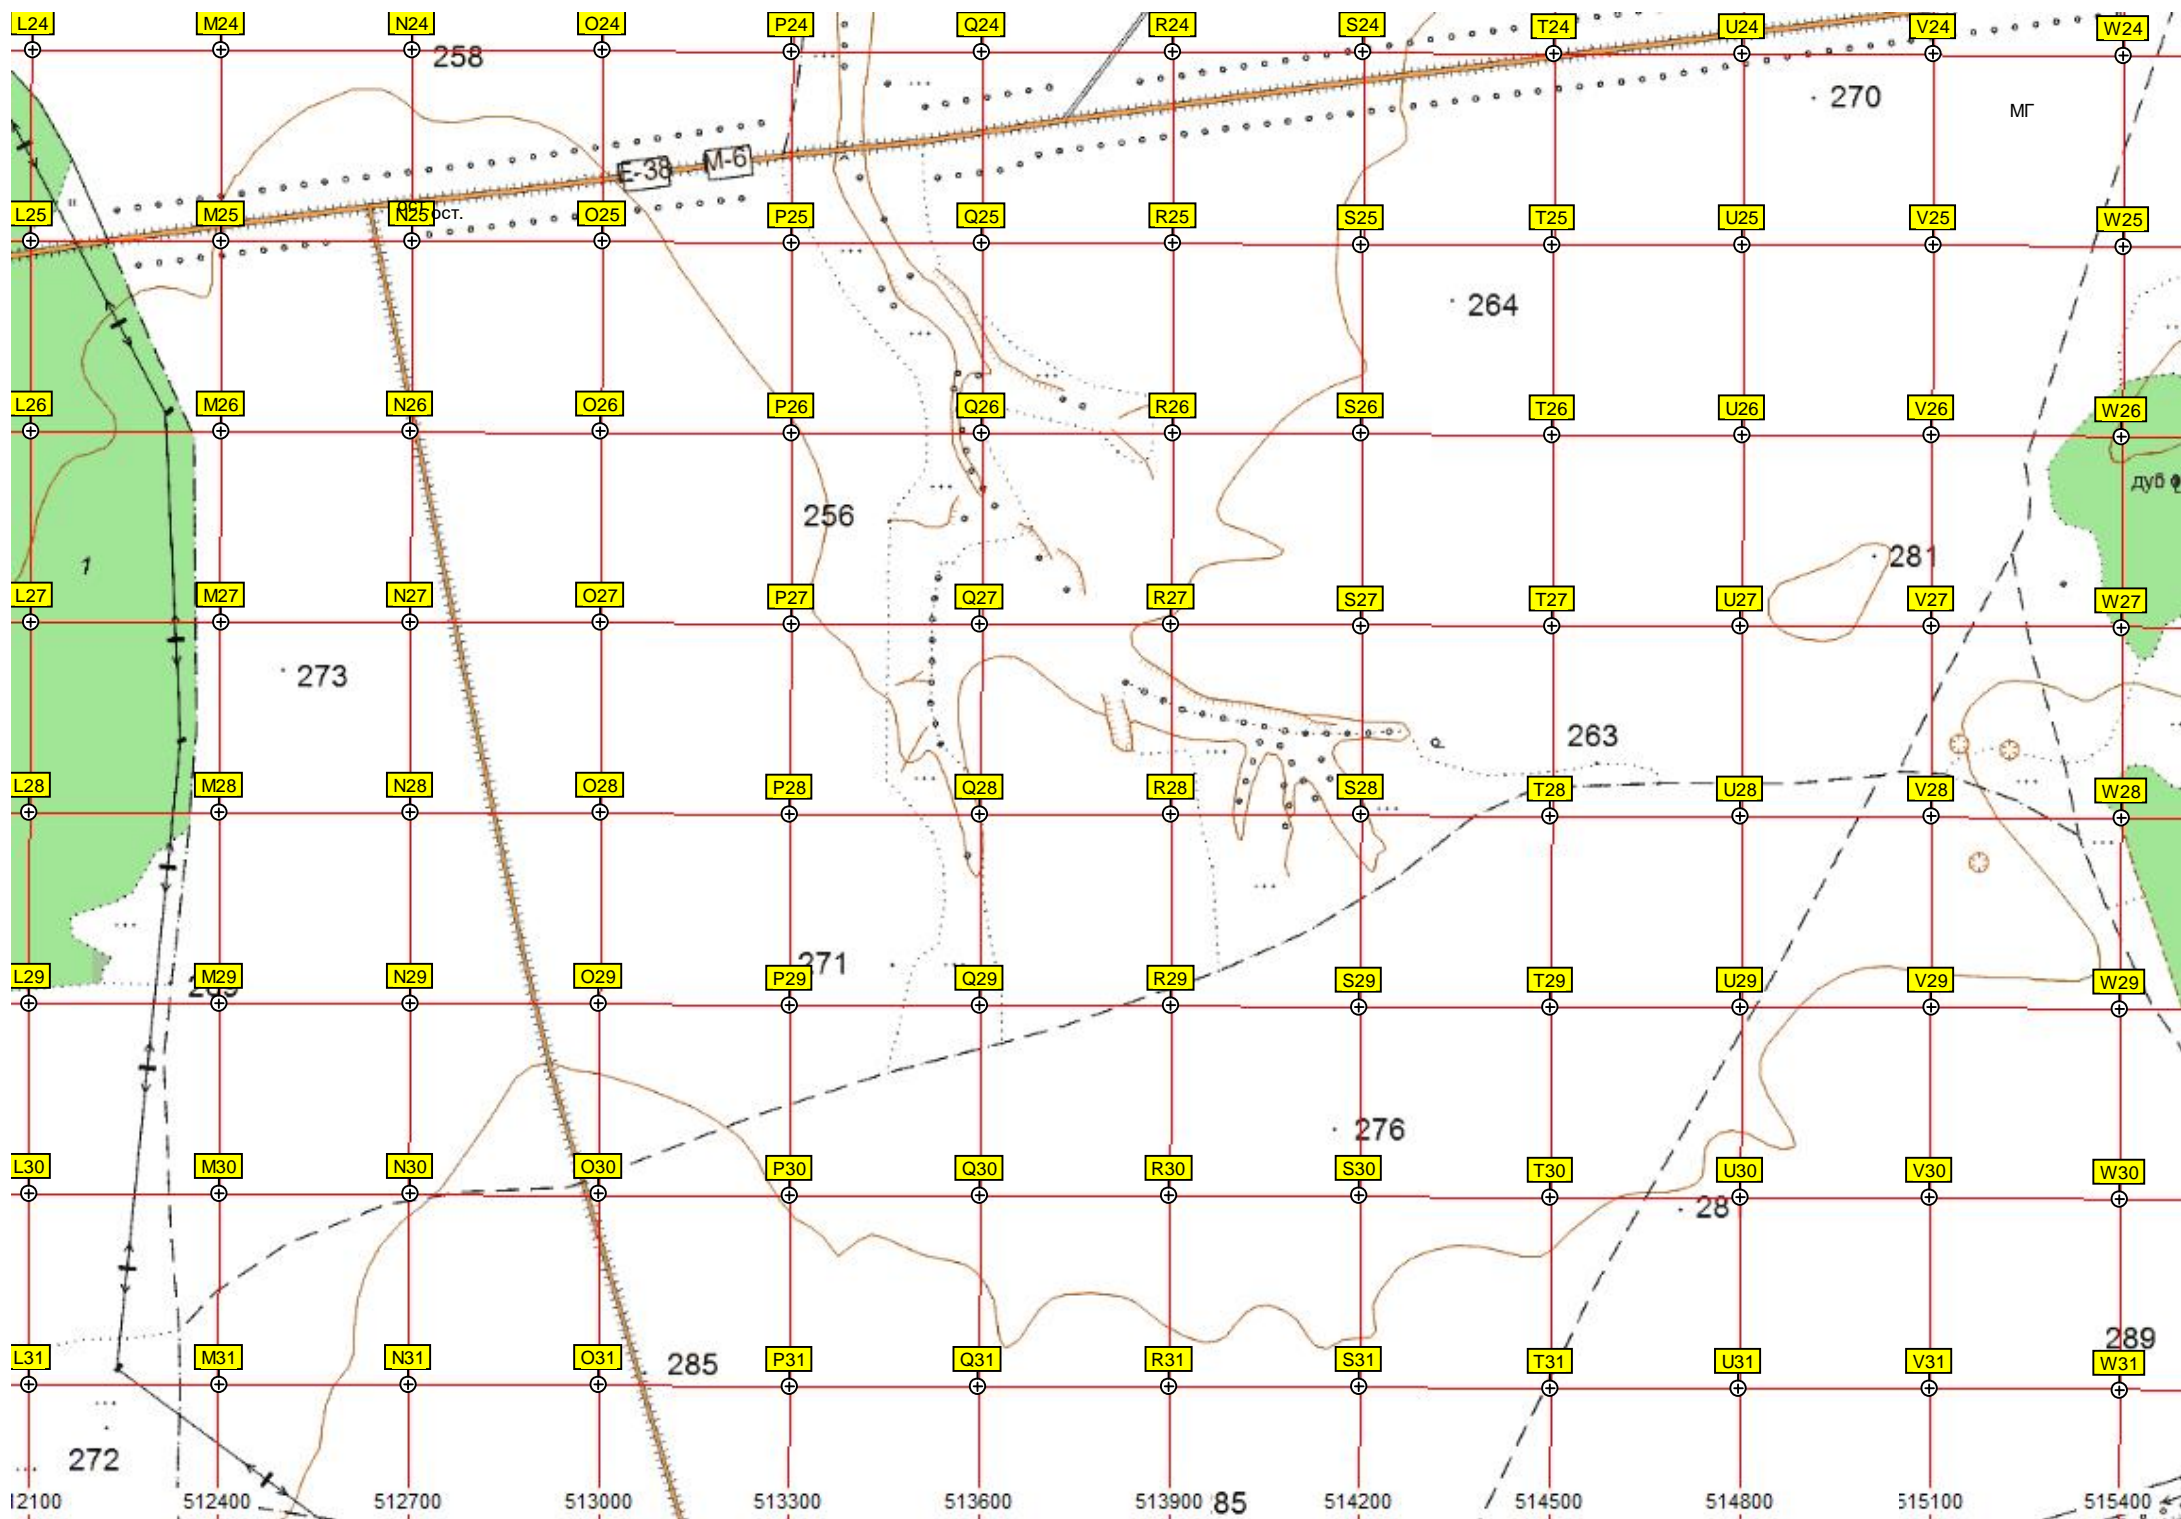 L24 M24 N24 O24 P24 Q24 R24 S24 T24 U24 V24 W24
258
270
МГ
E-38 M-6
L25 M25 N25 ост. O25 P25 Q25 R25 S25 T25 U25 V25 W25
264
L26 M26 N26 O26 P26 Q26 R26 S26 T26 U26 V26 W26
дуб
256
281
1
L27 M27 N27 O27 P27 Q27 R27 S27 T27 U27 V27 W27
273
263
L28 M28 N28 O28 P28 Q28 R28 S28 T28 U28 V28 W28
271
L29 M29 N29 O29 P29 Q29 R29 S29 T29 U29 V29 W29
276
L30 M30 N30 O30 P30 Q30 R30 S30 T30 U30 V30 W30
28
289
L31 M31 N31 O31 285 P31 Q31 R31 S31 T31 U31 V31 W31
272
12100 512400 512700 513000 513300 513600 513900 85 514200 514500 514800 515100 515400